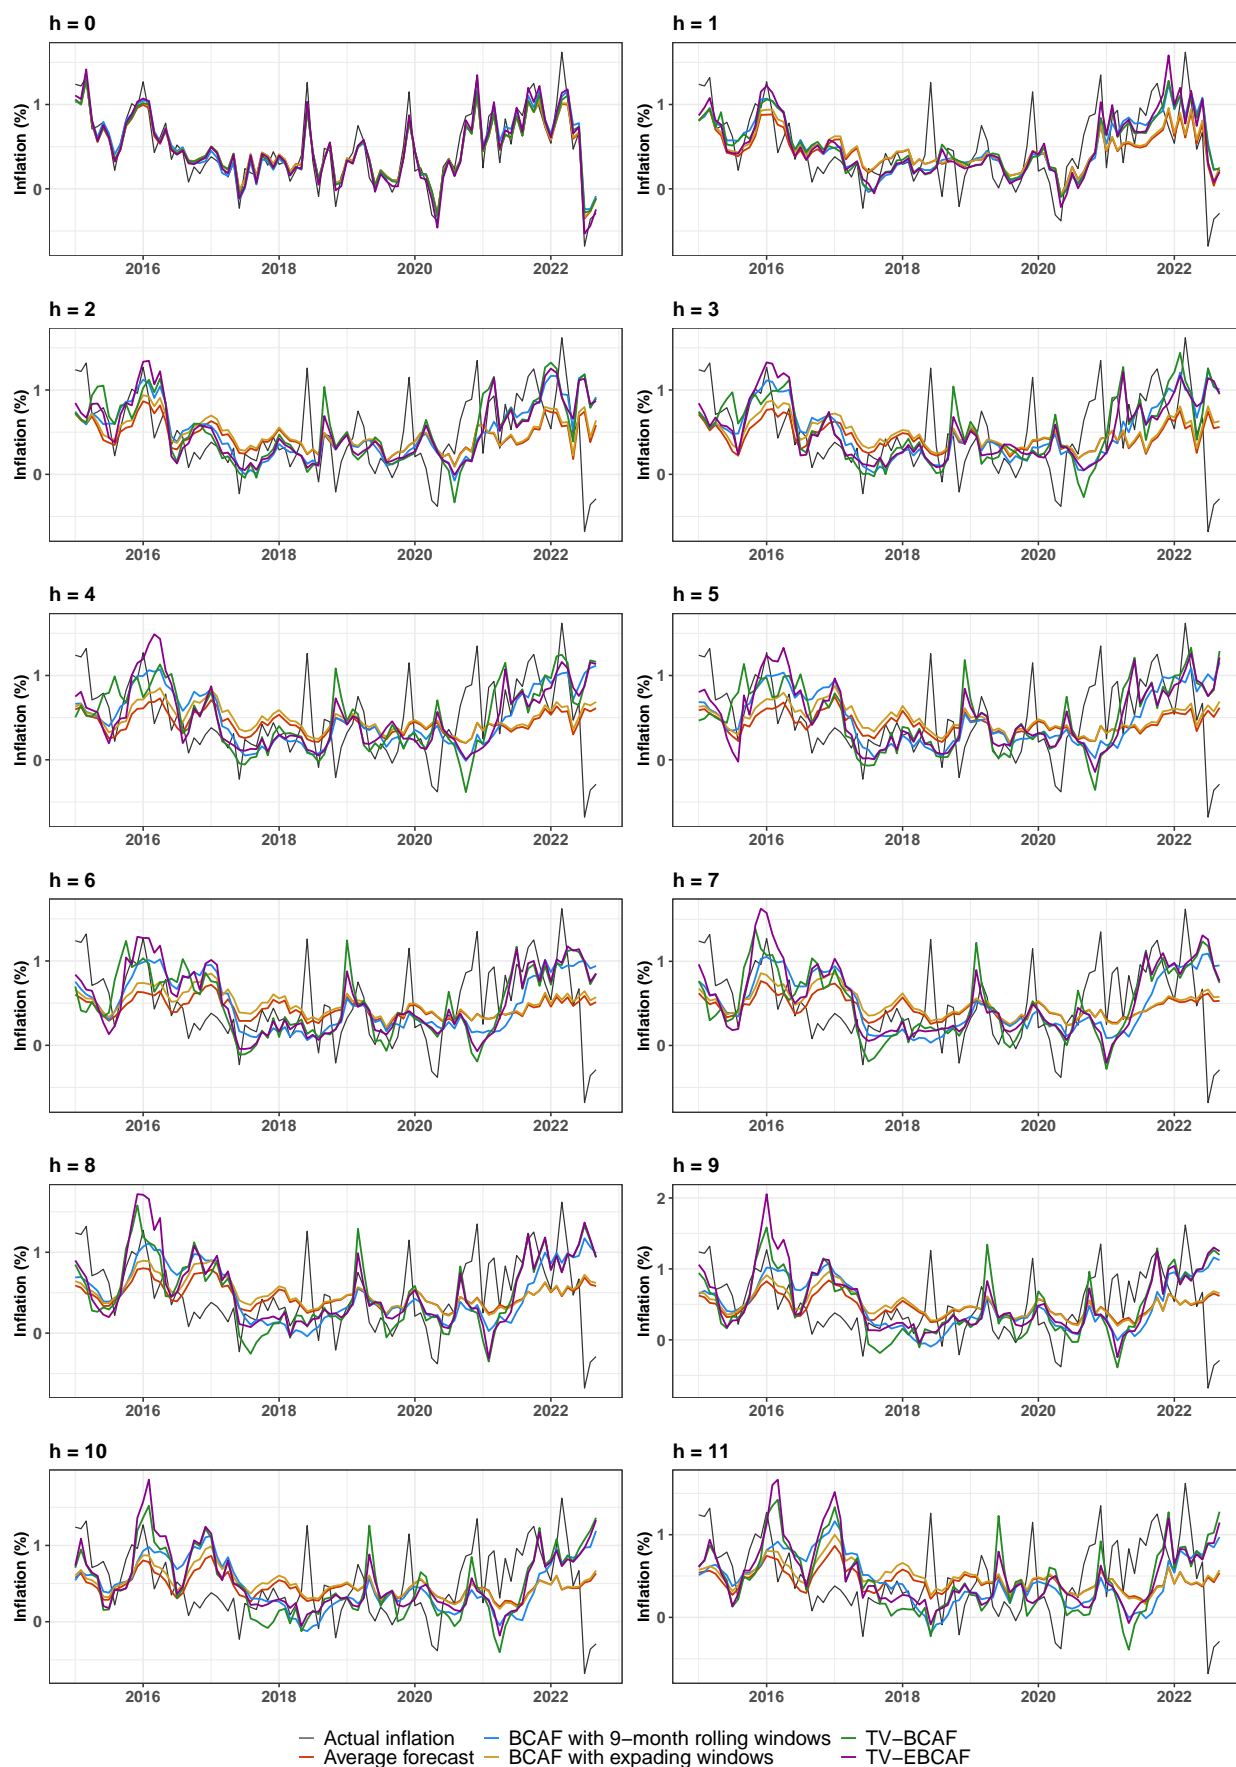 h = 0
h = 1
Inflation (%)
1
0
2016 2018 2020 2022
Inflation (%)
1
0
2016 2018 2020 2022
h = 2
h = 3
Inflation (%)
1
0
2016 2018 2020 2022
Inflation (%)
1
0
2016 2018 2020 2022
h = 4
h = 5
Inflation (%)
1
0
2016 2018 2020 2022
Inflation (%)
1
0
2016 2018 2020 2022
h = 6
h = 7
Inflation (%)
1
0
2016 2018 2020 2022
Inflation (%)
1
0
2016 2018 2020 2022
h = 8
h = 9
Inflation (%)
1
0
2016 2018 2020 2022
Inflation (%)
2
1
0
2016 2018 2020 2022
h = 10
h = 11
Inflation (%)
1
0
2016 2018 2020 2022
Inflation (%)
1
0
2016 2018 2020 2022
Actual inflation BCAF with 9−month rolling windows TV−BCAF
Average forecast BCAF with expading windows TV−EBCAF